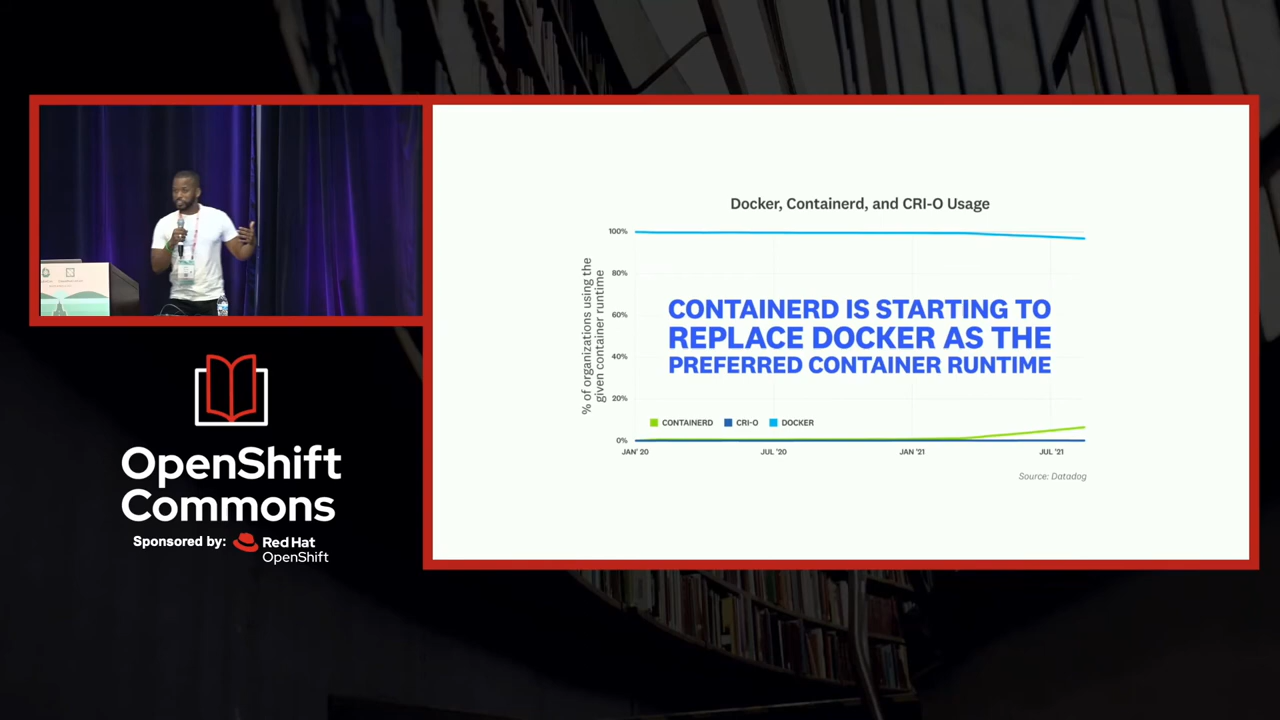 OpenShift
Commons
Sponsored by:
Red Hat
OpenShift
Docker, Containerd, and CRI-O Usage
% of organizations using the
given container runtime
100%
80%
60%
40%
20%
0%
CONTAINERD IS STARTING TO
REPLACE DOCKER AS THE
PREFERRED CONTAINER RUNTIME
CONTAINERD CRI-O DOCKER
JAN' 20 JUL '20 JAN '21 JUL '21
Source: Datadog